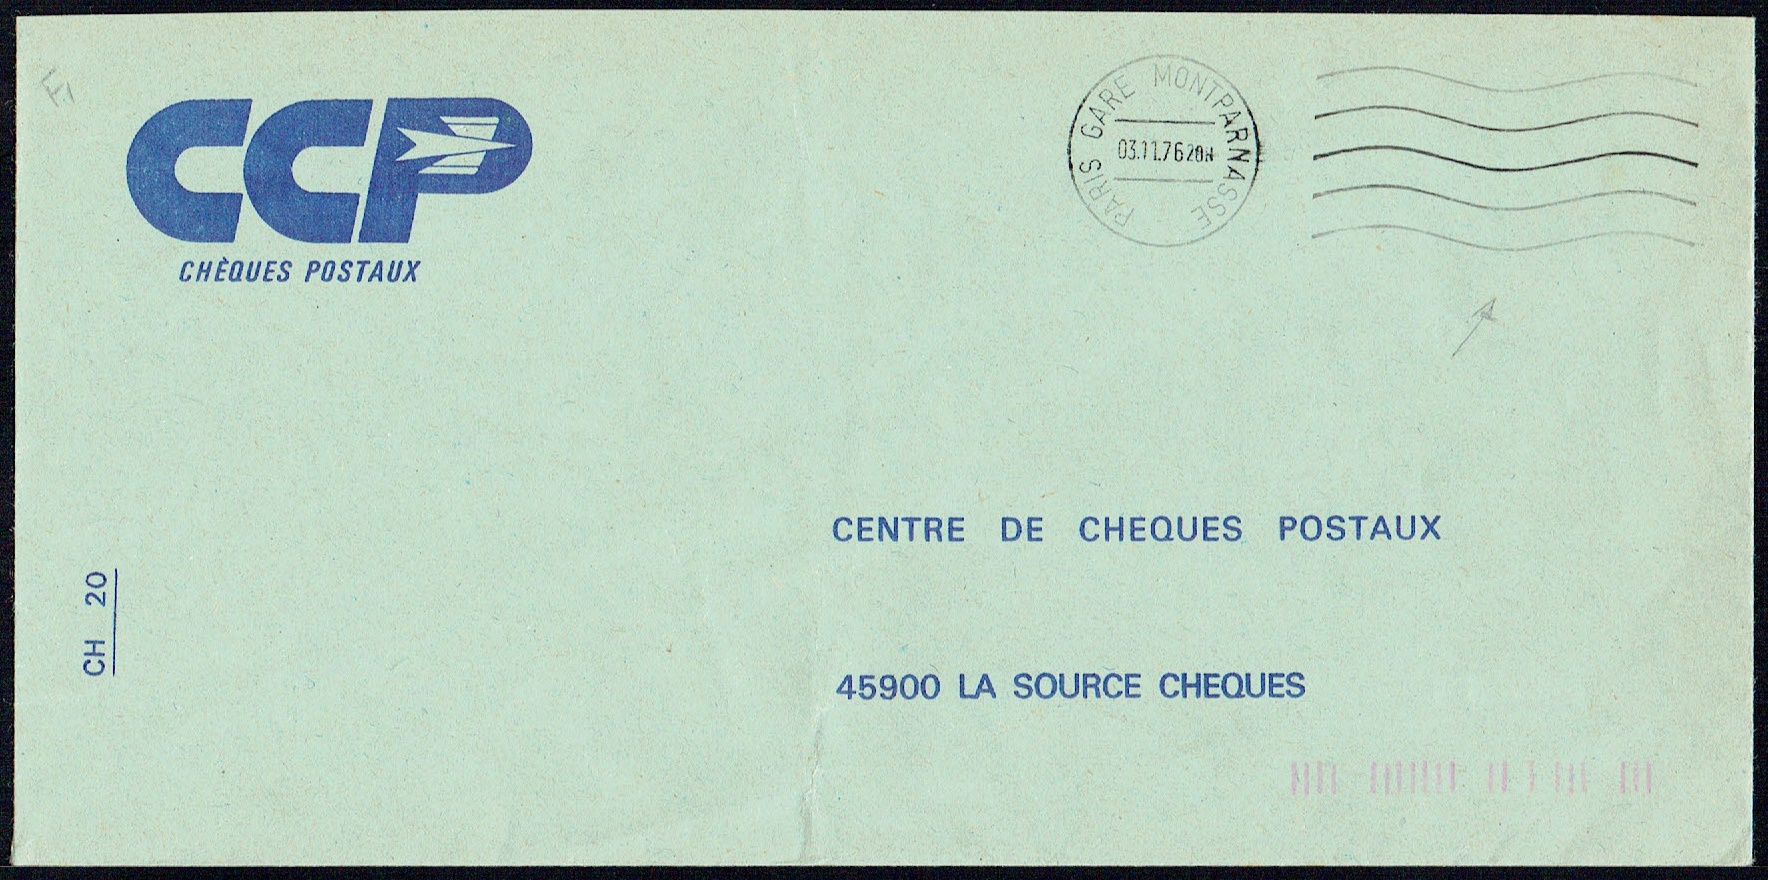 F.1
CCP
CHÈQUES POSTAUX
PARIS GARE MONTPARNASSE
03.11.76 20H
CENTRE DE CHEQUES POSTAUX
45900 LA SOURCE CHEQUES
CH 20